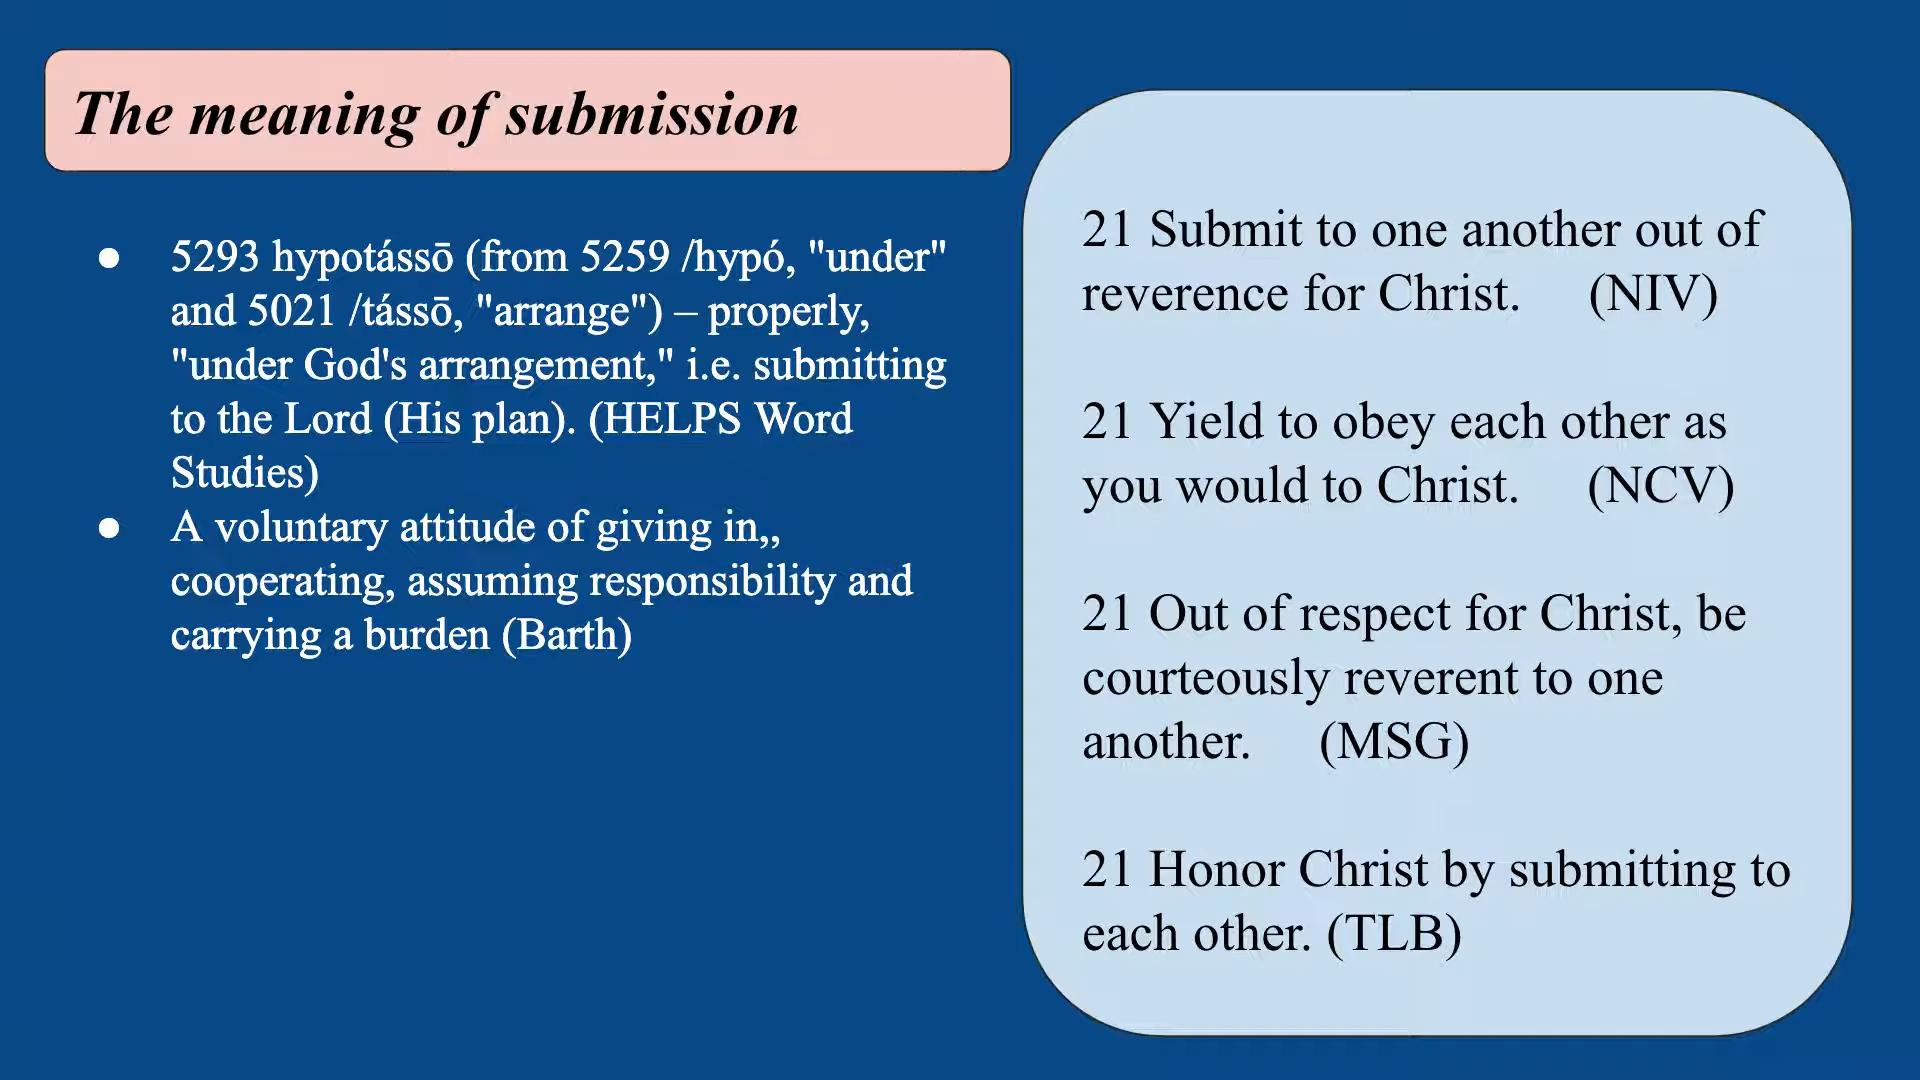 The meaning of submission
● 5293 hypotássō (from 5259 /hypó, "under"
and 5021 /tássō, "arrange") – properly,
"under God's arrangement," i.e. submitting
to the Lord (His plan). (HELPS Word
Studies)
● A voluntary attitude of giving in,,
cooperating, assuming responsibility and
carrying a burden (Barth)
21 Submit to one another out of
reverence for Christ. (NIV)
21 Yield to obey each other as
you would to Christ. (NCV)
21 Out of respect for Christ, be
courteously reverent to one
another. (MSG)
21 Honor Christ by submitting to
each other. (TLB)